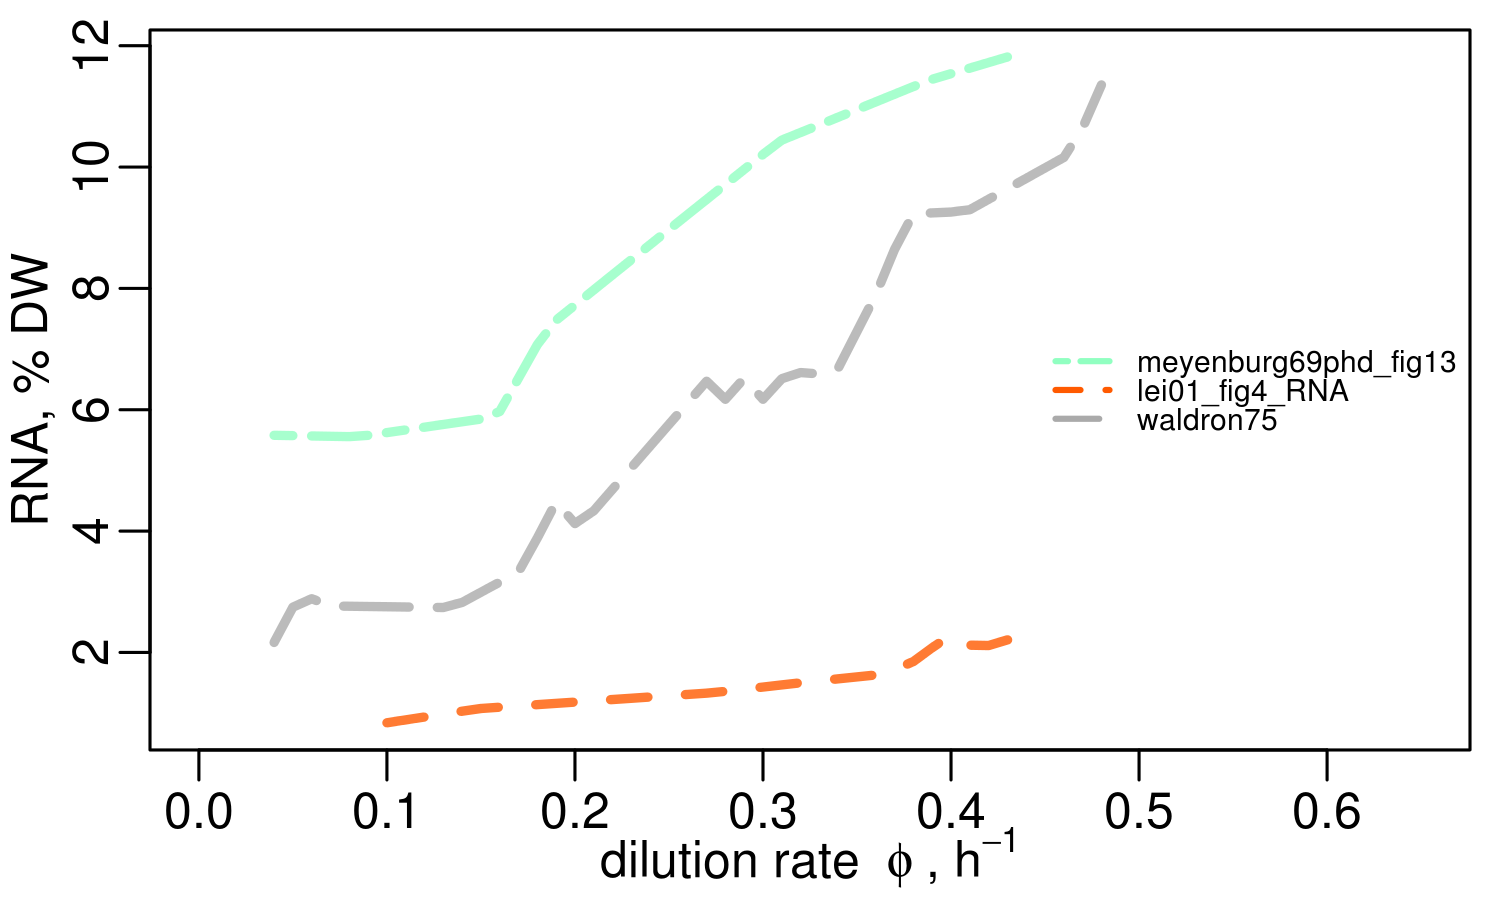 RNA, % DW
12
10
8
6
4
2
meyenburg69phd_fig13
lei01_fig4_RNA
waldron75
0.0 0.1 0.2 0.3 0.4 0.5 0.6
dilution rate ϕ , h⁻¹